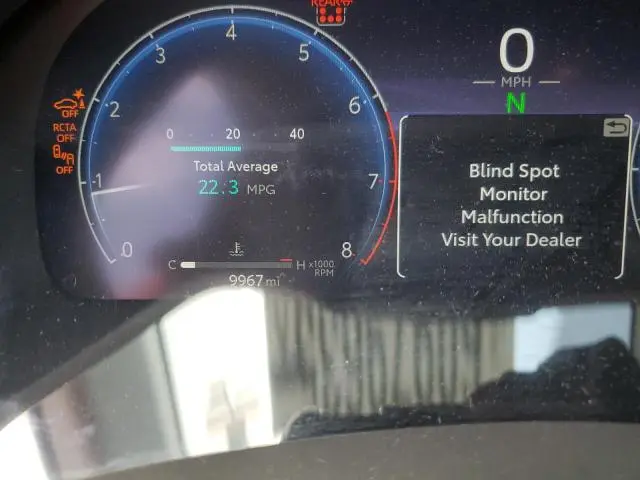 REAR
0
MPH
N
4
3
5
2
6
1
7
0
8
0 20 40
Total Average
22.3 MPG
OFF
RCTA
OFF
OFF
C H x1000
RPM
9967 mi
Blind Spot
Monitor
Malfunction
Visit Your Dealer